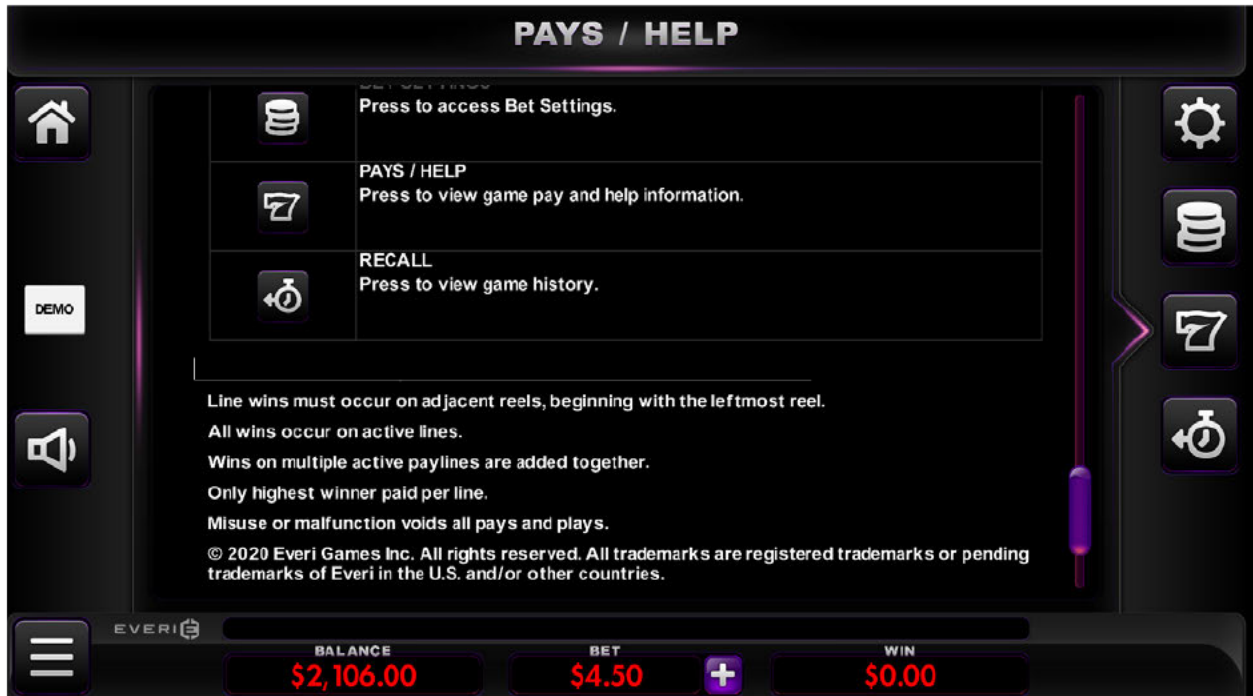 PAYS / HELP
BET SETTINGS
Press to access Bet Settings.
PAYS / HELP
Press to view game pay and help information.
RECALL
Press to view game history.
DEMO
Line wins must occur on adjacent reels, beginning with the leftmost reel.
All wins occur on active lines.
Wins on multiple active paylines are added together.
Only highest winner paid per line.
Misuse or malfunction voids all pays and plays.
© 2020 Everi Games Inc. All rights reserved. All trademarks are registered trademarks or pending
trademarks of Everi in the U.S. and/or other countries.
EVERI
BALANCE
$2,106.00
BET
$4.50
WIN
$0.00